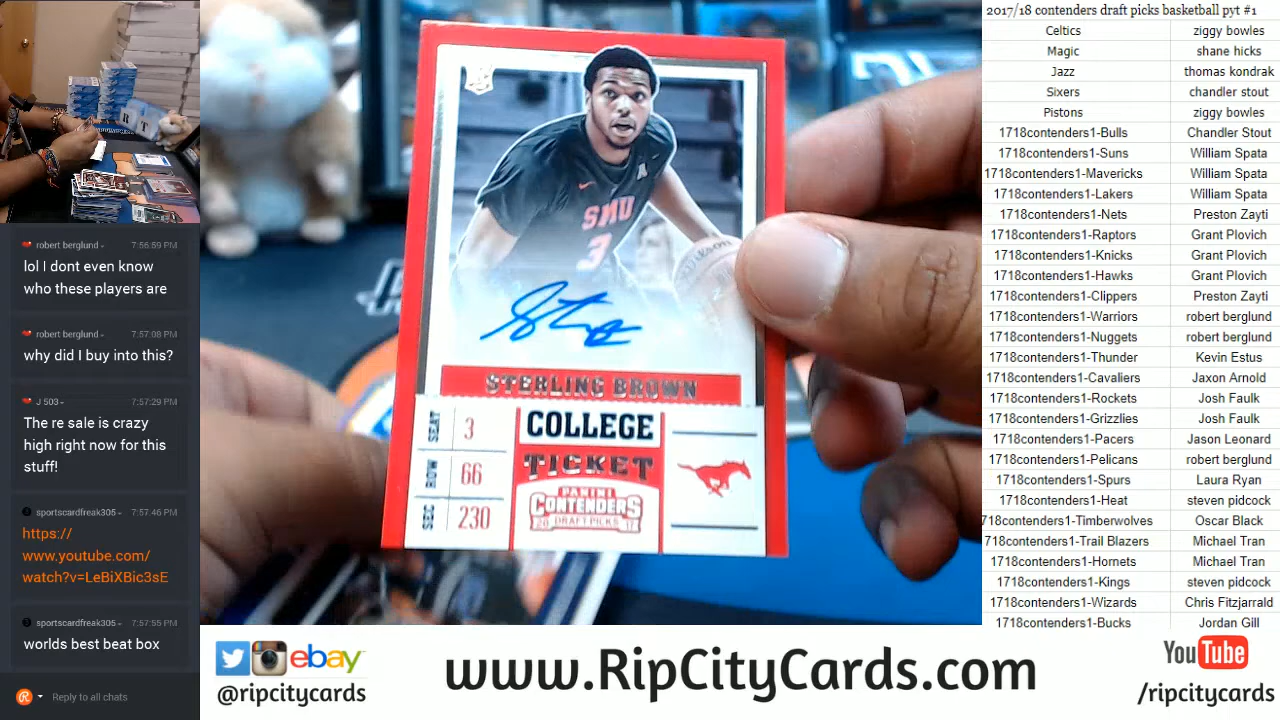 robert berglund 7:56:59 PM
lol I dont even know
who these players are
robert berglund 7:57:08 PM
why did I buy into this?
J 503 7:57:29 PM
The re sale is crazy
high right now for this
stuff!
sportscardfreak305 7:57:46 PM
https://
www.youtube.com/
watch?v=LeBiXBic3sE
sportscardfreak305 7:57:55 PM
worlds best beat box
Reply to all chats
SMU
3
STERLING BROWN
SEAT 3
ROW 66
SEC 230
COLLEGE
TICKET
PANINI
CONTENDERS
20 DRAFT PICKS 17
2017/18 contenders draft picks basketball pyt #1
Celtics ziggy bowles
Magic shane hicks
Jazz thomas kondrak
Sixers chandler stout
Pistons ziggy bowles
1718contenders1-Bulls Chandler Stout
1718contenders1-Suns William Spata
1718contenders1-Mavericks William Spata
1718contenders1-Lakers William Spata
1718contenders1-Nets Preston Zayti
1718contenders1-Raptors Grant Plovich
1718contenders1-Knicks Grant Plovich
1718contenders1-Hawks Grant Plovich
1718contenders1-Clippers Preston Zayti
1718contenders1-Warriors robert berglund
1718contenders1-Nuggets robert berglund
1718contenders1-Thunder Kevin Estus
1718contenders1-Cavaliers Jaxon Arnold
1718contenders1-Rockets Josh Faulk
1718contenders1-Grizzlies Josh Faulk
1718contenders1-Pacers Jason Leonard
1718contenders1-Pelicans robert berglund
1718contenders1-Spurs Laura Ryan
1718contenders1-Heat steven pidcock
718contenders1-Timberwolves Oscar Black
718contenders1-Trail Blazers Michael Tran
1718contenders1-Hornets Michael Tran
1718contenders1-Kings steven pidcock
1718contenders1-Wizards Chris Fitzjarrald
1718contenders1-Bucks Jordan Gill
ebay
@ripcitycards
www.RipCityCards.com
YouTube
/ripcitycards